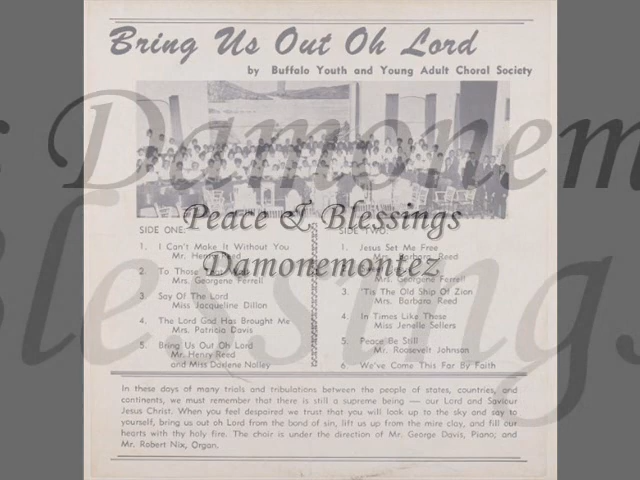 Bring Us Out Oh Lord
by Buffalo Youth and Young Adult Choral Society
s Damonem
Peace & Blessings
Damonemontez
Blessings
SIDE ONE:
1. I Can't Make It Without You
Mr. Henry
2. To Those That Wait
Mrs. Georgene Ferrell
3. Say Of The Lord
Miss Jacqueline Dillon
4. The Lord God Has Brought Me
Mrs. Patricia Davis
5. Bring Us Out Oh Lord
Mr. Henry Reed
and Miss Daelene Nalley
SIDE TWO:
1. Jesus Set Me Free
Mrs. Barbara Reed
2.
Mrs. Georgene Ferrell
3. 'Tis The Old Ship Of Zion
Mrs. Barbara Reed
4. In Times Like These
Miss Jenelle Sellers
5. Peace Be Still
Mr. Roosevelt Johnson
6. We've Come This Far By Faith
In these days of many trials and tribulations between the people of states, countries, and
continents, we must remember that there is still a supreme being — our Lord and Saviour
Jesus Christ. When you feel despaired we trust that you will look up to the sky and say to
yourself, bring us out oh Lord from the bond of sin, lift us up from the mire clay, and fill our
hearts with thy holy fire. The choir is under the direction of Mr. George Davis, Piano; and
Mr. Robert Nix, Organ.